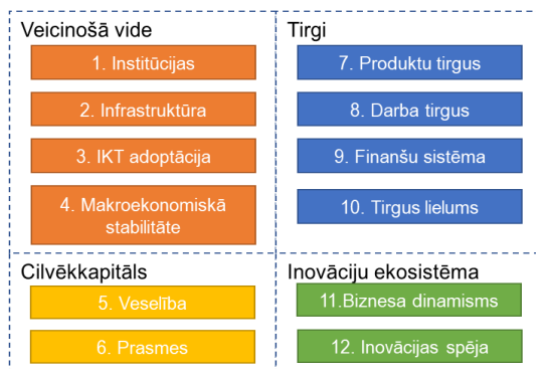 Veicinošā vide
1. Institūcijas
2. Infrastruktūra
3. IKT adoptācija
4. Makroekonomiskā
stabilitāte
Tirgi
7. Produktu tirgus
8. Darba tirgus
9. Finanšu sistēma
10. Tirgus lielums
Cilvēkkapitāls
5. Veselība
6. Prasmes
Inovāciju ekosistēma
11.Biznesa dinamisms
12. Inovācijas spēja